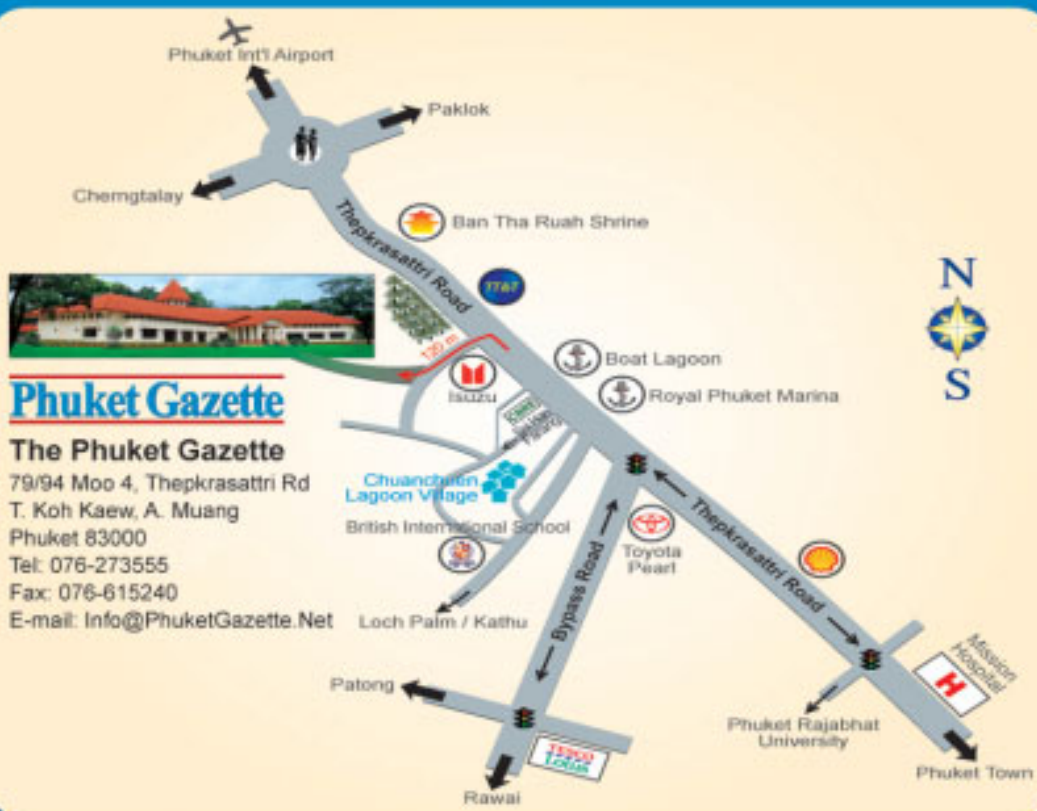 Phuket Int'l Airport
Paklok
Cherngtalay
Ban Tha Ruah Shrine
Thepkrasattri Road
120 m
Isuzu
Boat Lagoon
Royal Phuket Marina
N
S
Phuket Gazette
The Phuket Gazette
79/94 Moo 4, Thepkrasattri Rd
T. Koh Kaew, A. Muang
Phuket 83000
Tel: 076-273555
Fax: 076-615240
E-mail: Info@PhuketGazette.Net
Chuanchuen
Lagoon Village
British International School
Loch Palm / Kathu
Bypass Road
Toyota
Pearl
Thepkrasattri Road
Mission
Hospital
H
Patong
Phuket Rajabhat
University
TESCO
Lotus
Rawai
Phuket Town